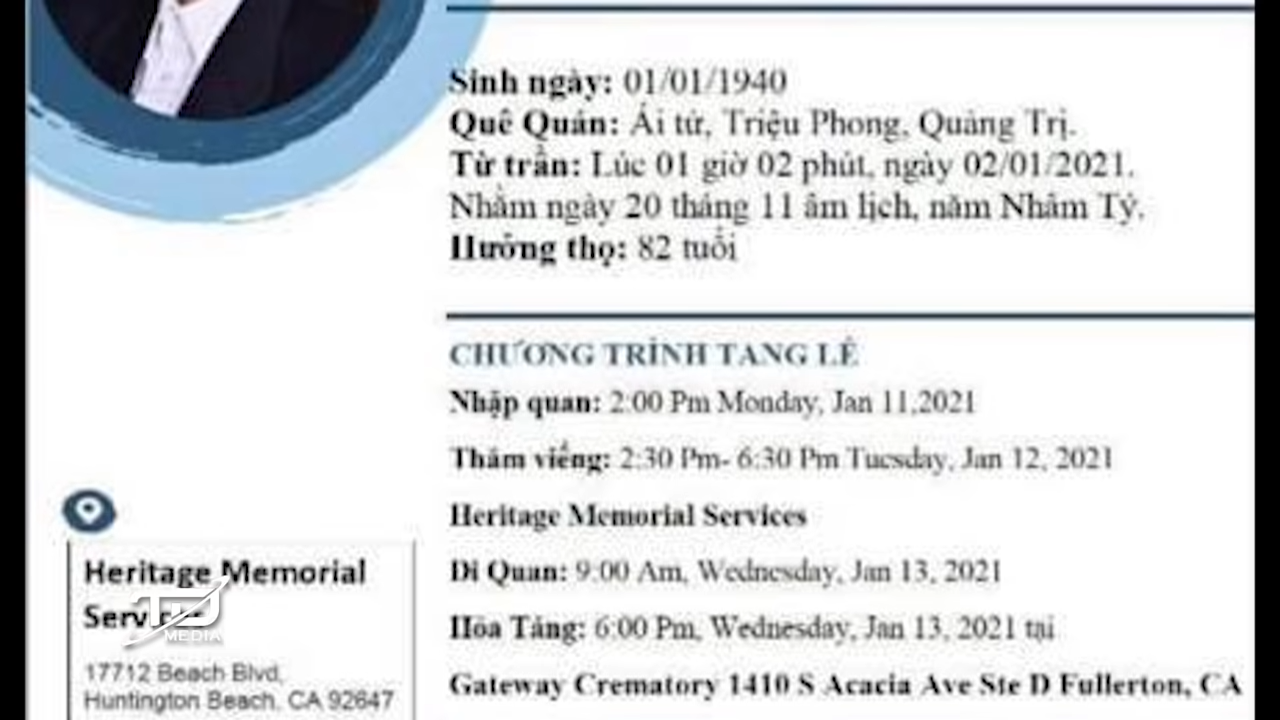 Sinh ngày: 01/01/1940
Quê Quán: Ái tử, Triệu Phong, Quảng Trị.
Từ trần: Lúc 01 giờ 02 phút, ngày 02/01/2021.
Nhằm ngày 20 tháng 11 âm lịch, năm Nhâm Tý.
Hưởng thọ: 82 tuổi
CHƯƠNG TRÌNH TANG LỄ
Nhập quan: 2:00 Pm Monday, Jan 11,2021
Thăm viếng: 2:30 Pm- 6:30 Pm Tuesday, Jan 12, 2021
Heritage Memorial Services
Di Quan: 9:00 Am, Wednesday, Jan 13, 2021
Hỏa Táng: 6:00 Pm, Wednesday, Jan 13, 2021 tại
Gateway Crematory 1410 S Acacia Ave Ste D Fullerton, CA
Heritage Memorial
Services
TD
MEDIA
17712 Beach Blvd,
Huntington Beach, CA 92647